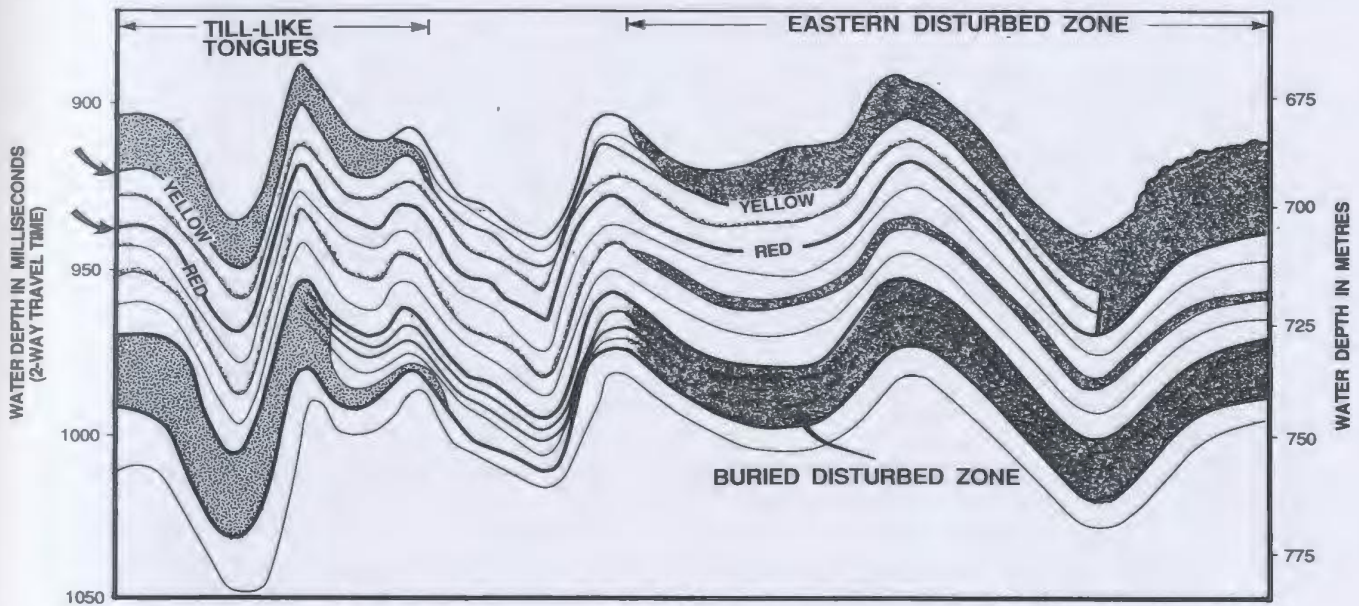 TILL-LIKE
TONGUES
EASTERN DISTURBED ZONE
WATER DEPTH IN MILLISECONDS
(2-WAY TRAVEL TIME)
900
950
1000
1050
YELLOW
RED
YELLOW
RED
BURIED DISTURBED ZONE
675
700
725
750
775
WATER DEPTH IN METRES